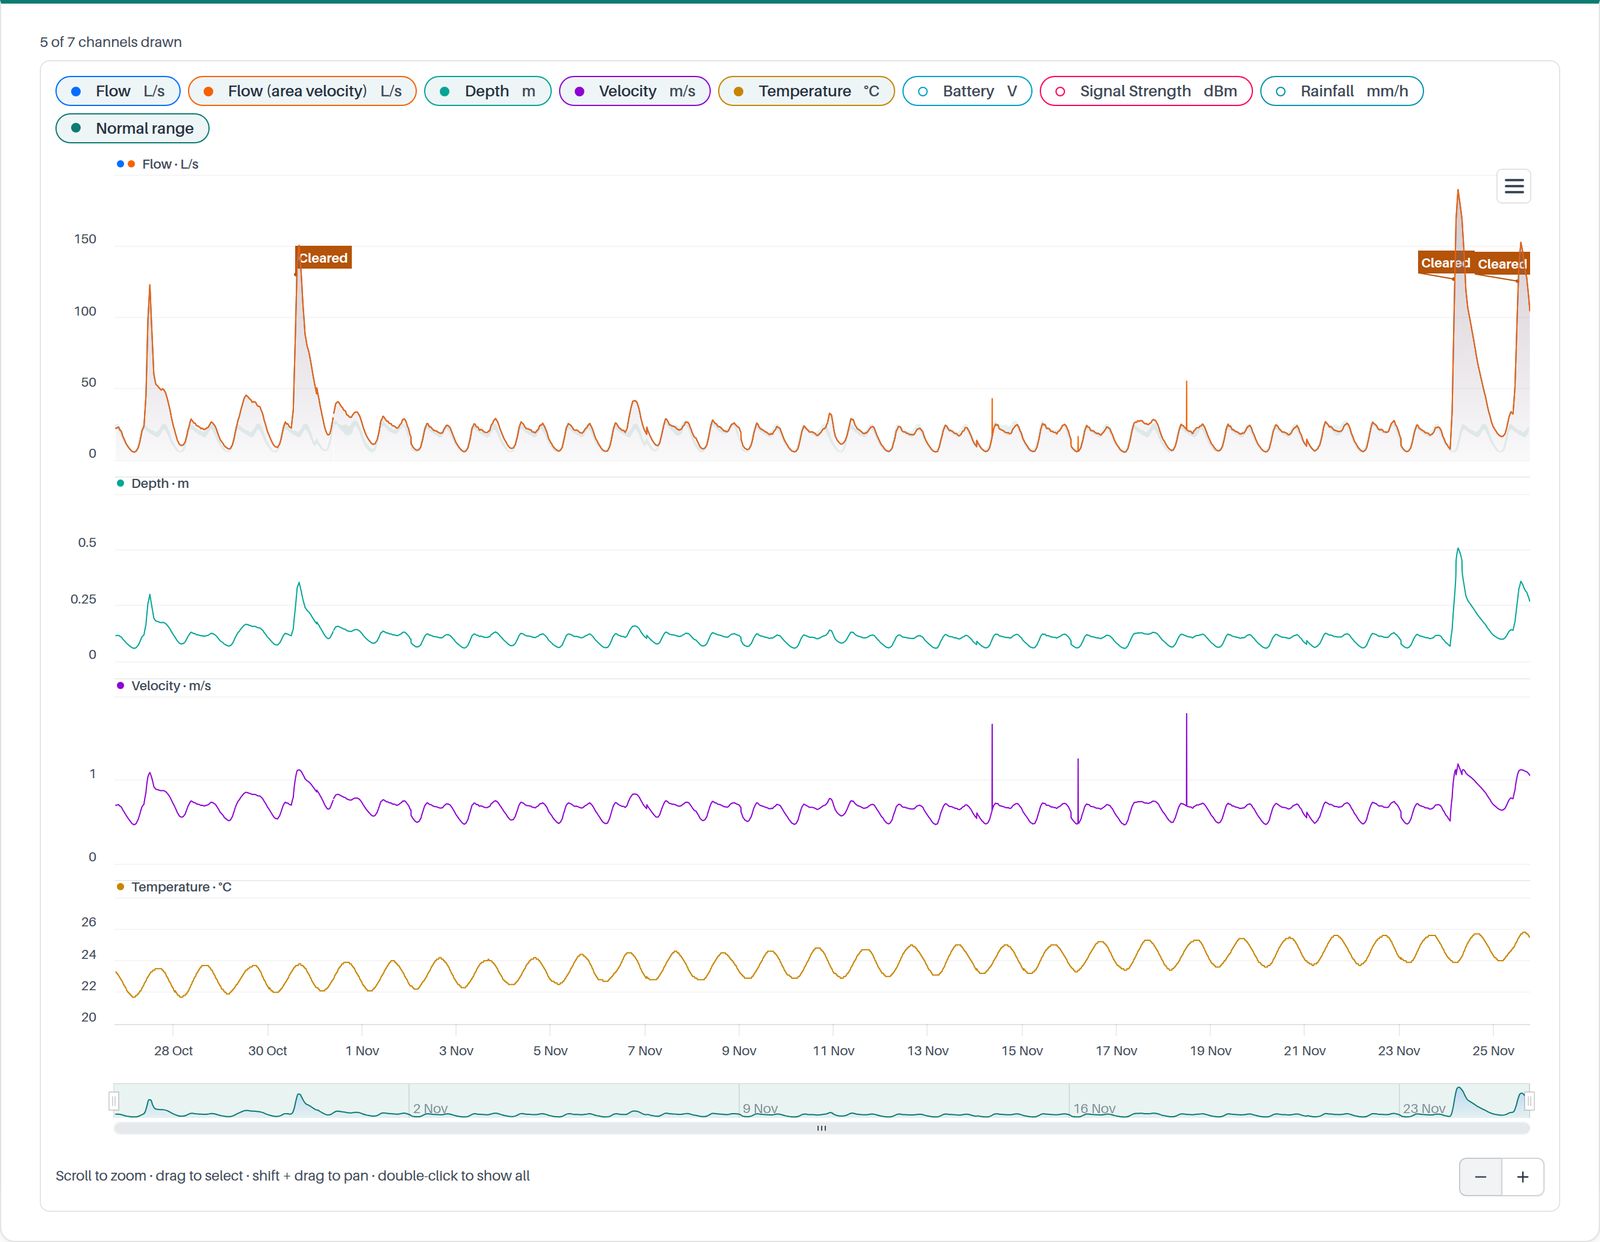 5 of 7 channels drawn
Flow L/s
Flow (area velocity) L/s
Depth m
Velocity m/s
Temperature °C
Battery V
Signal Strength dBm
Rainfall mm/h
Normal range
Flow · L/s
150
100
50
0
Cleared
Cleared
Cleared
Depth · m
0.5
0.25
0
Velocity · m/s
1
0
Temperature · °C
26
24
22
20
28 Oct 30 Oct 1 Nov 3 Nov 5 Nov 7 Nov 9 Nov 11 Nov 13 Nov 15 Nov 17 Nov 19 Nov 21 Nov 23 Nov 25 Nov
2 Nov 9 Nov 16 Nov 23 Nov
Scroll to zoom · drag to select · shift + drag to pan · double-click to show all
− +